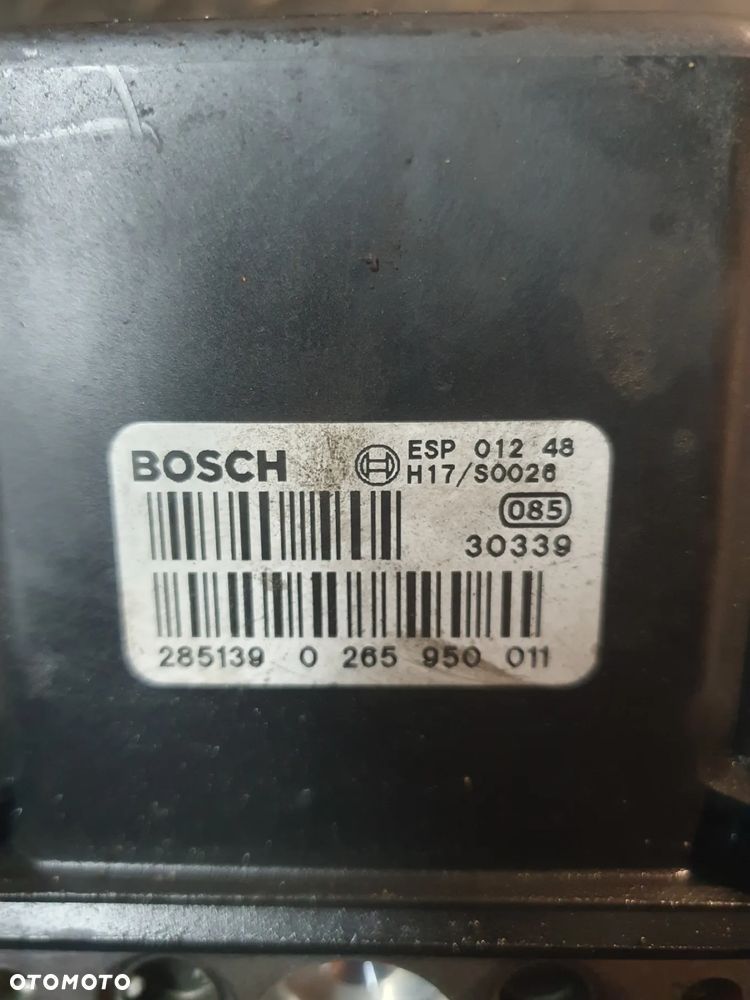 BOSCH ESP 012 48
H17/S0026
085
30339
285139 0 265 950 011
OTOMOTO